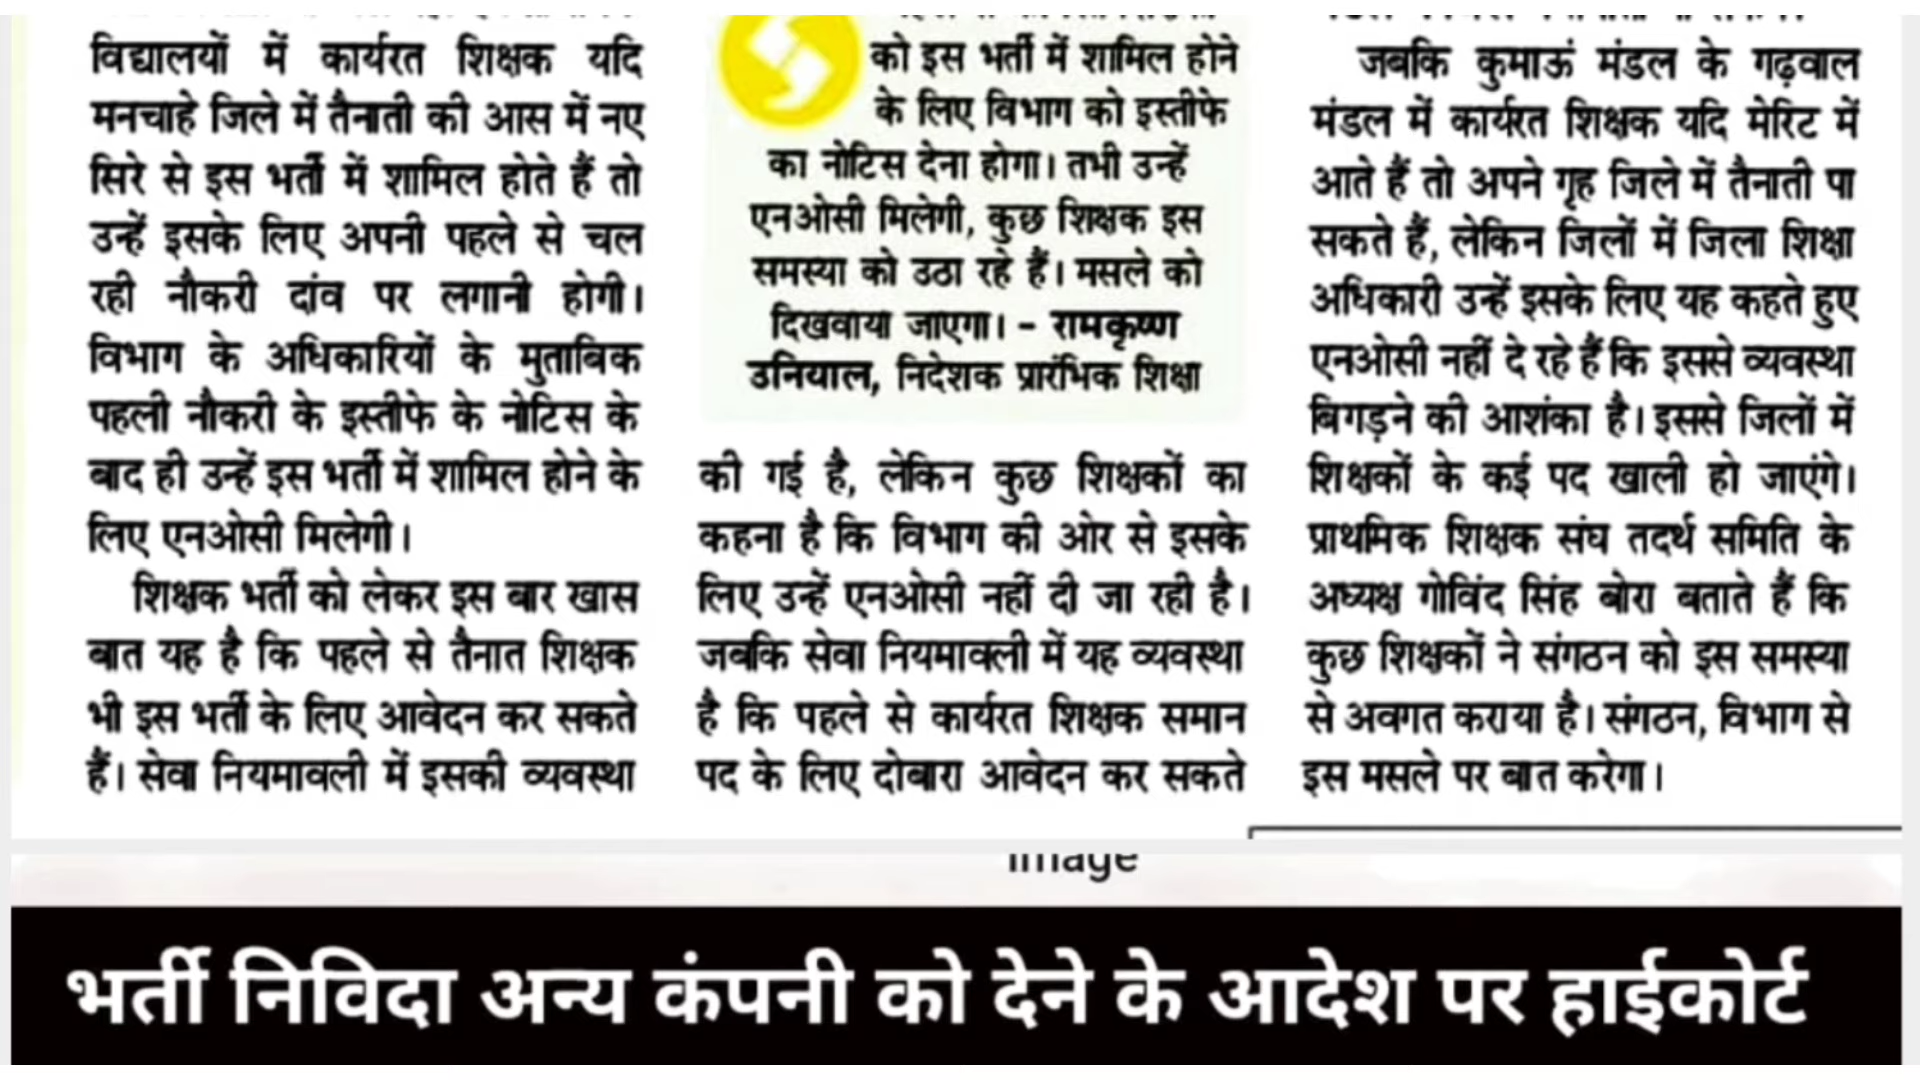 विद्यालयों में कार्यरत शिक्षक यदि
मनचाहे जिले में तैनाती की आस में नए
सिरे से इस भर्ती में शामिल होते हैं तो
उन्हें इसके लिए अपनी पहले से चल
रही नौकरी दांव पर लगानी होगी।
विभाग के अधिकारियों के मुताबिक
पहली नौकरी के इस्तीफे के नोटिस के
बाद ही उन्हें इस भर्ती में शामिल होने के
लिए एनओसी मिलेगी।
शिक्षक भर्ती को लेकर इस बार खास
बात यह है कि पहले से तैनात शिक्षक
भी इस भर्ती के लिए आवेदन कर सकते
हैं। सेवा नियमावली में इसकी व्यवस्था
को इस भर्ती में शामिल होने
के लिए विभाग को इस्तीफे
का नोटिस देना होगा। तभी उन्हें
एनओसी मिलेगी, कुछ शिक्षक इस
समस्या को उठा रहे हैं। मसले को
दिखवाया जाएगा। - रामकृष्ण
उनियाल, निदेशक प्रारंभिक शिक्षा
की गई है, लेकिन कुछ शिक्षकों का
कहना है कि विभाग की ओर से इसके
लिए उन्हें एनओसी नहीं दी जा रही है।
जबकि सेवा नियमावली में यह व्यवस्था
है कि पहले से कार्यरत शिक्षक समान
पद के लिए दोबारा आवेदन कर सकते
जबकि कुमाऊं मंडल के गढ़वाल
मंडल में कार्यरत शिक्षक यदि मेरिट में
आते हैं तो अपने गृह जिले में तैनाती पा
सकते हैं, लेकिन जिलों में जिला शिक्षा
अधिकारी उन्हें इसके लिए यह कहते हुए
एनओसी नहीं दे रहे हैं कि इससे व्यवस्था
बिगड़ने की आशंका है। इससे जिलों में
शिक्षकों के कई पद खाली हो जाएंगे।
प्राथमिक शिक्षक संघ तदर्थ समिति के
अध्यक्ष गोविंद सिंह बोरा बताते हैं कि
कुछ शिक्षकों ने संगठन को इस समस्या
से अवगत कराया है। संगठन, विभाग से
इस मसले पर बात करेगा।
Image
भर्ती निविदा अन्य कंपनी को देने के आदेश पर हाईकोर्ट